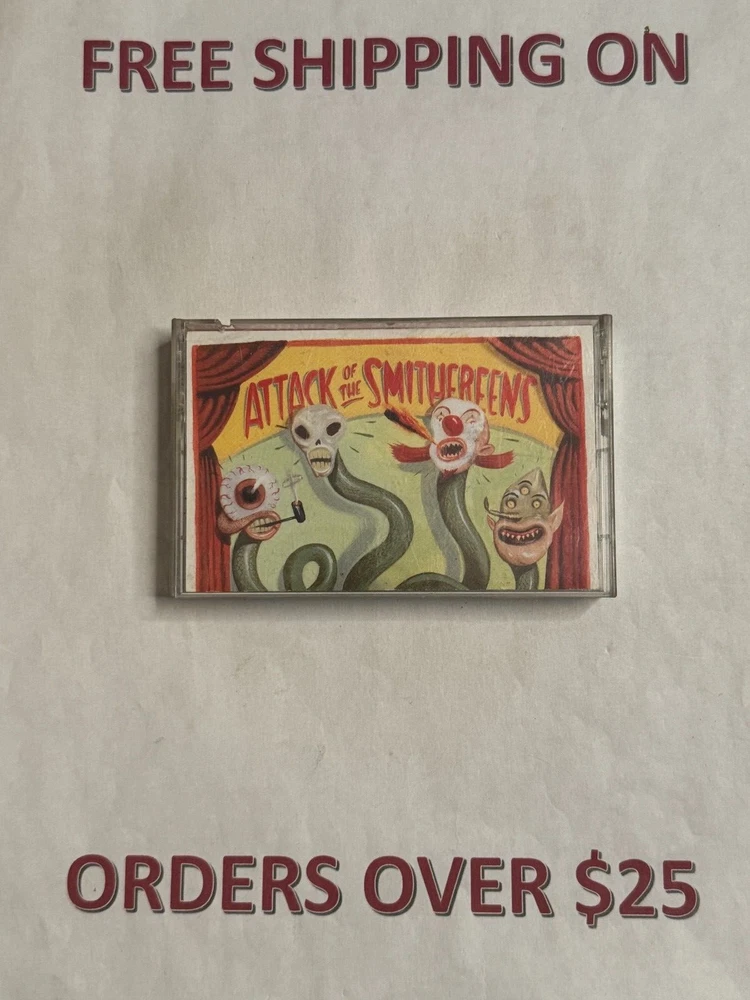 FREE SHIPPING ON
ATTACK OF THE SMITHEREENS
ORDERS OVER $25